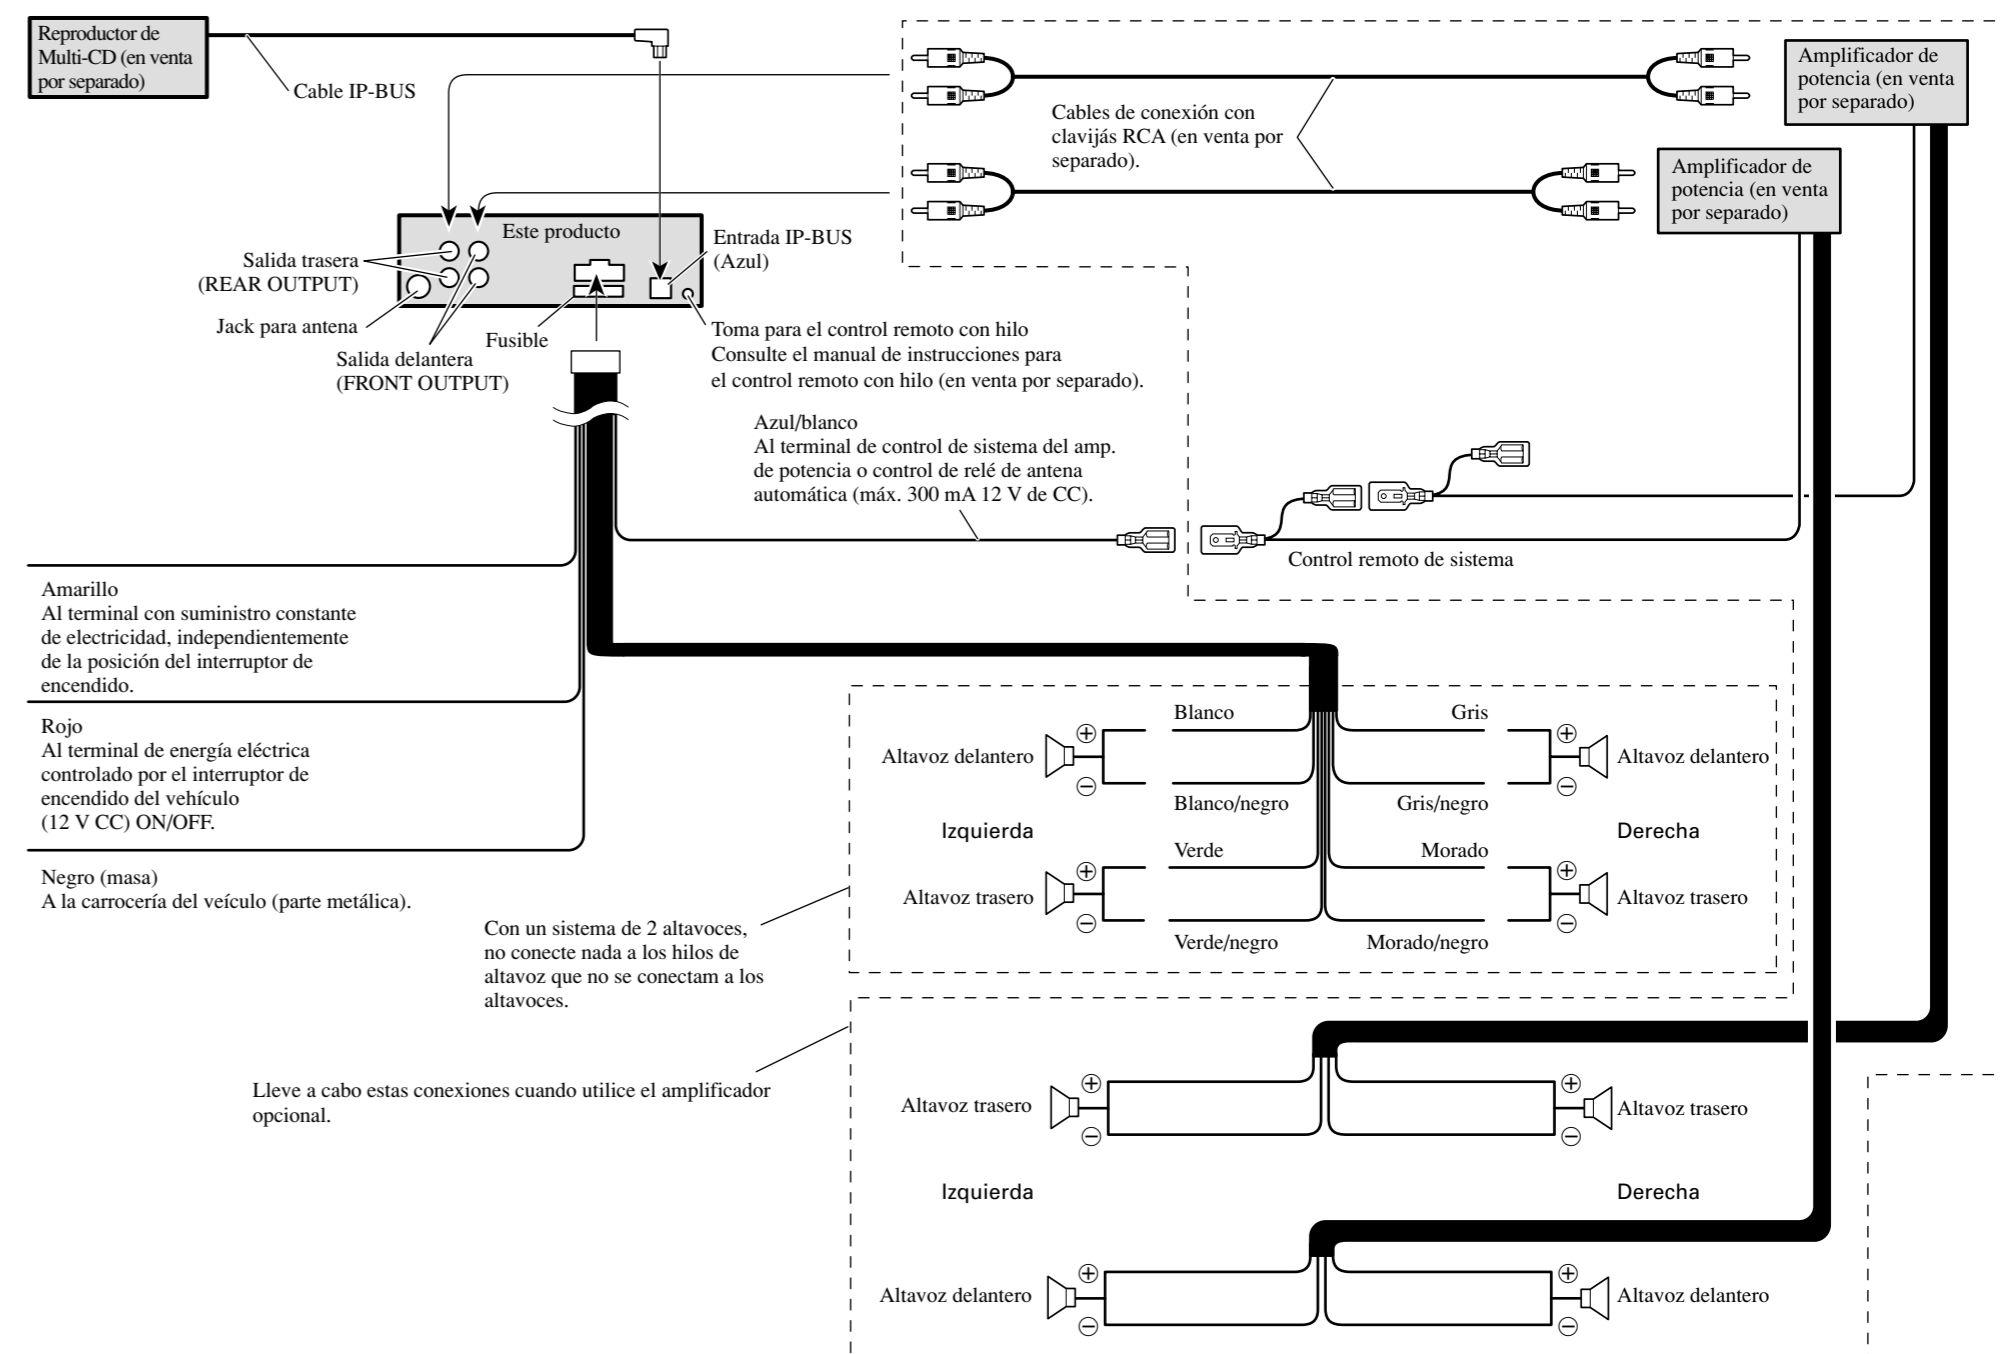 Reproductor de
Multi-CD (en venta
por separado)
Cable IP-BUS
Cables de conexión con
clavijás RCA (en venta por
separado).
Amplificador de
potencia (en venta
por separado)
Amplificador de
potencia (en venta
por separado)
Este producto
Entrada IP-BUS
(Azul)
Salida trasera
(REAR OUTPUT)
Jack para antena
Salida delantera
(FRONT OUTPUT)
Fusible
Toma para el control remoto con hilo
Consulte el manual de instrucciones para
el control remoto con hilo (en venta por separado).
Azul/blanco
Al terminal de control de sistema del amp.
de potencia o control de relé de antena
automática (máx. 300 mA 12 V de CC).
Control remoto de sistema
Amarillo
Al terminal con suministro constante
de electricidad, independientemente
de la posición del interruptor de
encendido.
Rojo
Al terminal de energía eléctrica
controlado por el interruptor de
encendido del vehículo
(12 V CC) ON/OFF.
Negro (masa)
A la carrocería del veículo (parte metálica).
Blanco
Gris
Altavoz delantero
+
−
+
−
Altavoz delantero
Blanco/negro
Gris/negro
Izquierda
Derecha
Verde
Morado
Altavoz trasero
+
−
+
−
Altavoz trasero
Verde/negro
Morado/negro
Con un sistema de 2 altavoces,
no conecte nada a los hilos de
altavoz que no se conectam a los
altavoces.
Lleve a cabo estas conexiones cuando utilice el amplificador
opcional.
Altavoz trasero
+
−
+
−
Altavoz trasero
Izquierda
Derecha
Altavoz delantero
+
−
+
−
Altavoz delantero